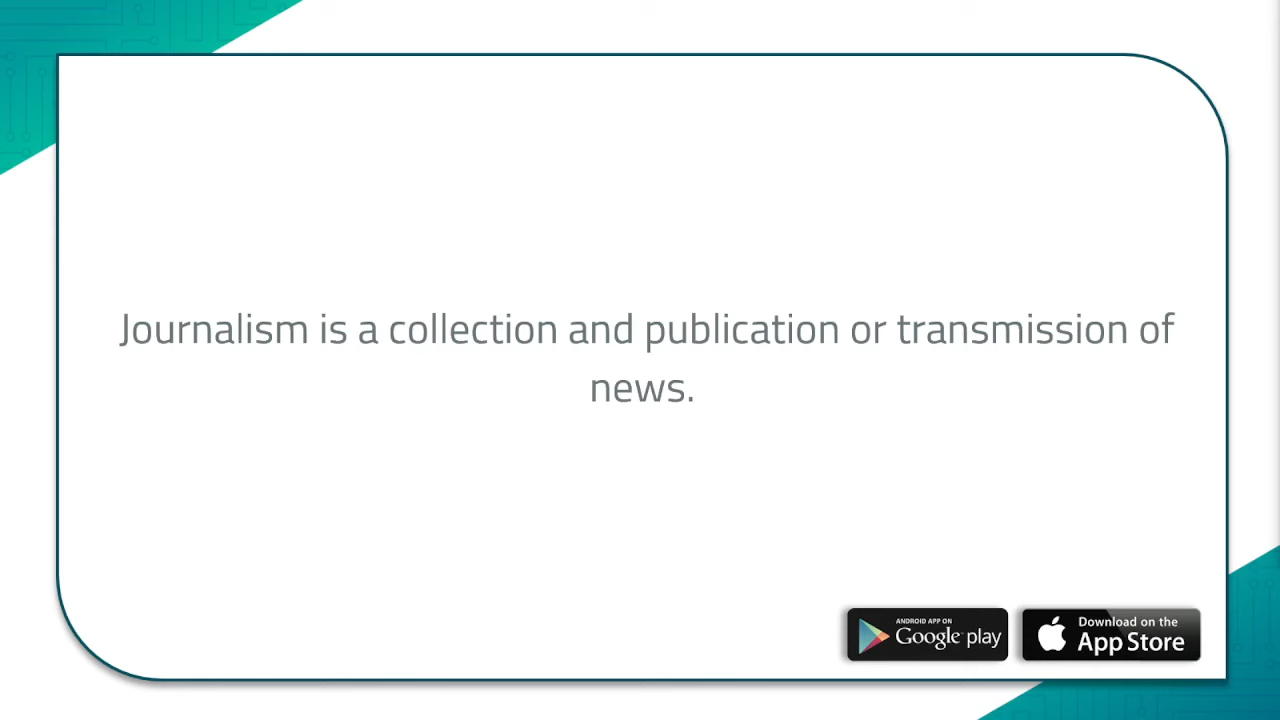 Journalism is a collection and publication or transmission of
news.
ANDROID APP ON
Google play
Download on the
App Store